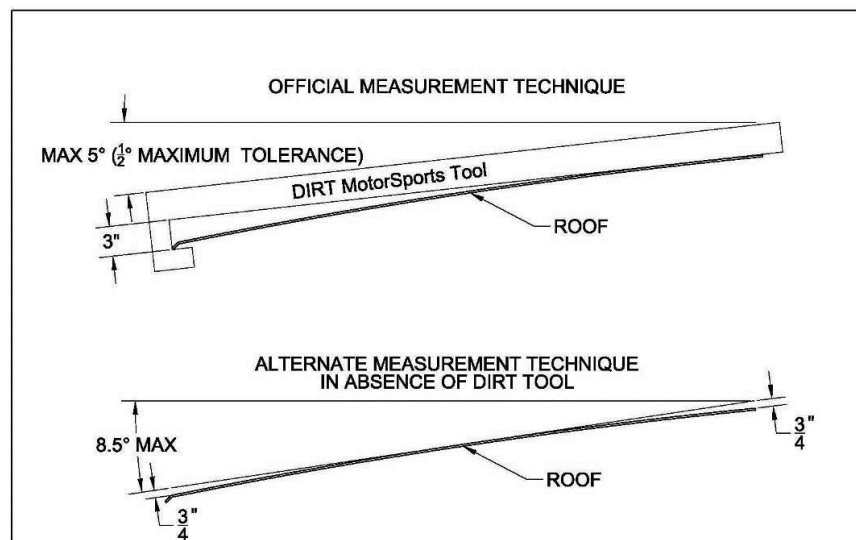 OFFICIAL MEASUREMENT TECHNIQUE
MAX 5° (½° MAXIMUM TOLERANCE)
DIRT MotorSports Tool
ROOF
3"
ALTERNATE MEASUREMENT TECHNIQUE
IN ABSENCE OF DIRT TOOL
8.5° MAX
3/4"
ROOF
3/4"